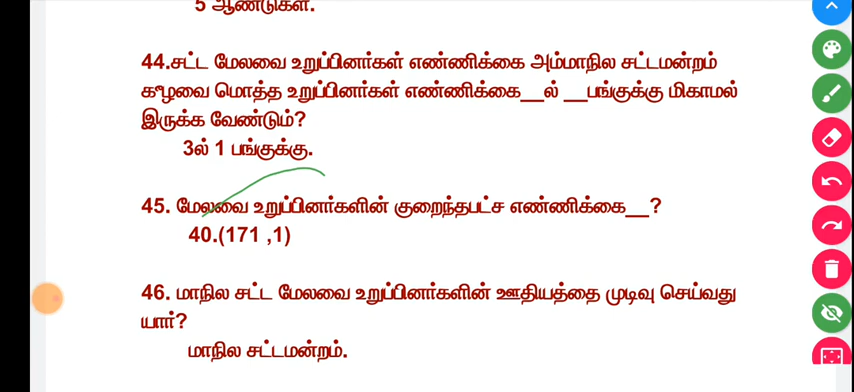 5 ஆண்டுகள்.
44.சட்ட மேலவை உறுப்பினர்கள் எண்ணிக்கை அம்மாநில சட்டமன்றம்
கீழவை மொத்த உறுப்பினர்கள் எண்ணிக்கை__ல் __பங்குக்கு மிகாமல்
இருக்க வேண்டும்?
3ல் 1 பங்குக்கு.
45. மேலவை உறுப்பினர்களின் குறைந்தபட்ச எண்ணிக்கை__?
40.(171 ,1)
46. மாநில சட்ட மேலவை உறுப்பினர்களின் ஊதியத்தை முடிவு செய்வது
யார்?
மாநில சட்டமன்றம்.